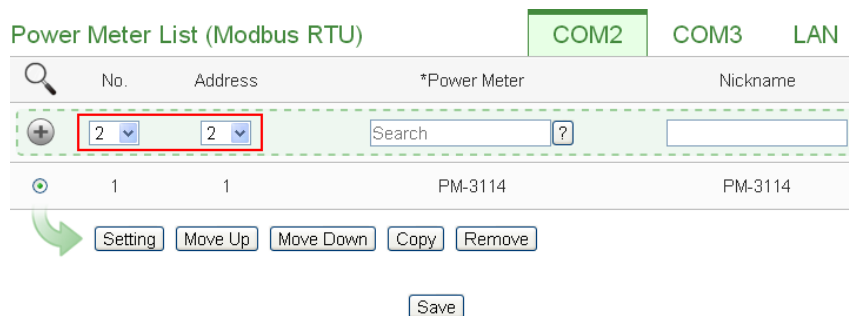 Power Meter List (Modbus RTU) COM2 COM3 LAN
No. Address *Power Meter Nickname
2 2 Search ?
1 1 PM-3114 PM-3114
Setting Move Up Move Down Copy Remove
Save